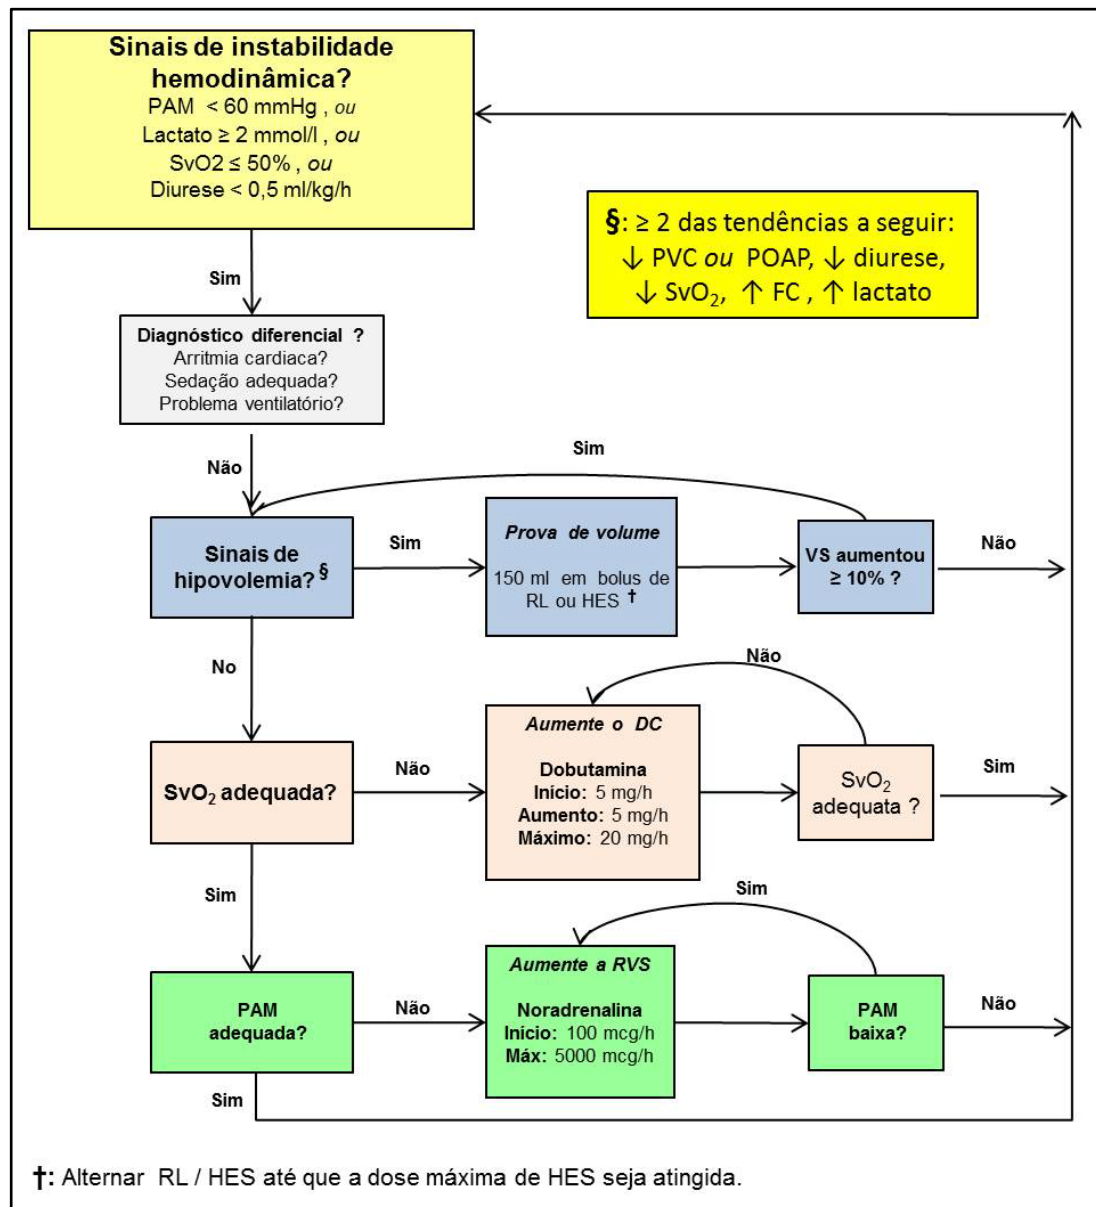 Sinais de instabilidade
hemodinâmica?
PAM < 60 mmHg , ou
Lactato ≥ 2 mmol/l , ou
SvO2 ≤ 50% , ou
Diurese < 0,5 ml/kg/h
§: ≥ 2 das tendências a seguir:
↓ PVC ou POAP, ↓ diurese,
↓ SvO₂, ↑ FC , ↑ lactato
Sim
Diagnóstico diferencial ?
Arritmia cardiaca?
Sedação adequada?
Problema ventilatório?
Não
Sim
Sinais de
hipovolemia? §
Sim
Prova de volume
150 ml em bolus de
RL ou HES †
VS aumentou
≥ 10% ?
Não
No
Não
SvO₂ adequada?
Não
Aumente o DC
Dobutamina
Início: 5 mg/h
Aumento: 5 mg/h
Máximo: 20 mg/h
SvO₂
adequata ?
Sim
Sim
Sim
PAM
adequada?
Não
Aumente a RVS
Noradrenalina
Início: 100 mcg/h
Máx: 5000 mcg/h
PAM
baixa?
Não
Sim
†: Alternar RL / HES até que a dose máxima de HES seja atingida.